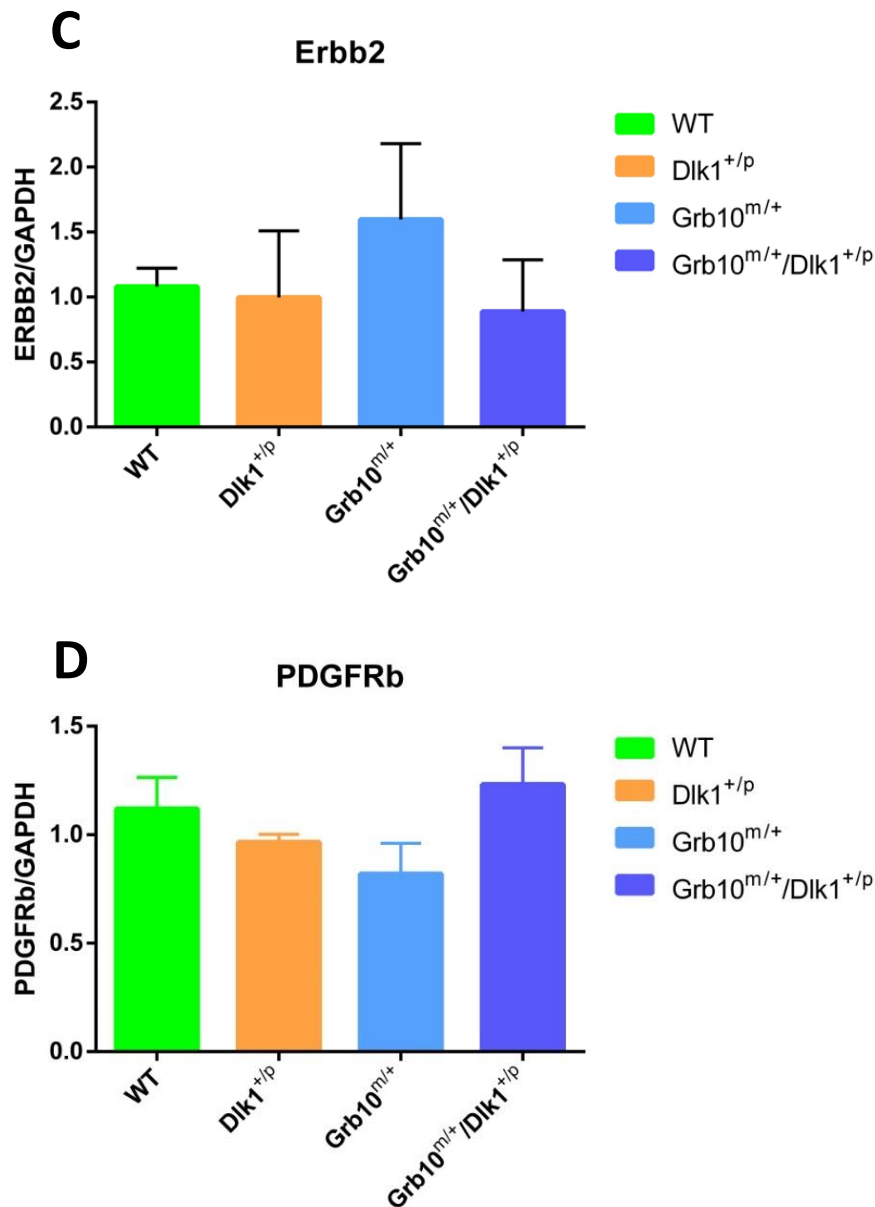 C
Erbb2
ERBB2/GAPDH
2.5
2.0
1.5
1.0
0.5
0.0
WT
Dlk1+/p
Grb10m/+
Grb10m/+/Dlk1+/p
WT
Dlk1+/p
Grb10m/+
Grb10m/+/Dlk1+/p
D
PDGFRb
PDGFRb/GAPDH
1.5
1.0
0.5
0.0
WT
Dlk1+/p
Grb10m/+
Grb10m/+/Dlk1+/p
WT
Dlk1+/p
Grb10m/+
Grb10m/+/Dlk1+/p